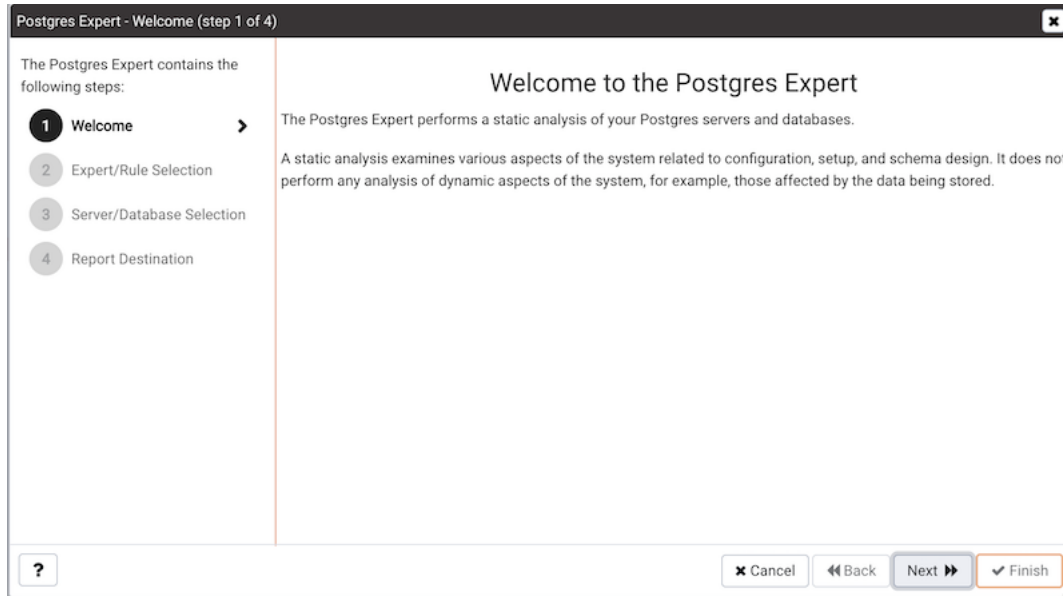 Postgres Expert - Welcome (step 1 of 4)
The Postgres Expert contains the
following steps:
1 Welcome
2 Expert/Rule Selection
3 Server/Database Selection
4 Report Destination
Welcome to the Postgres Expert
The Postgres Expert performs a static analysis of your Postgres servers and databases.
A static analysis examines various aspects of the system related to configuration, setup, and schema design. It does not
perform any analysis of dynamic aspects of the system, for example, those affected by the data being stored.
? Cancel Back Next Finish